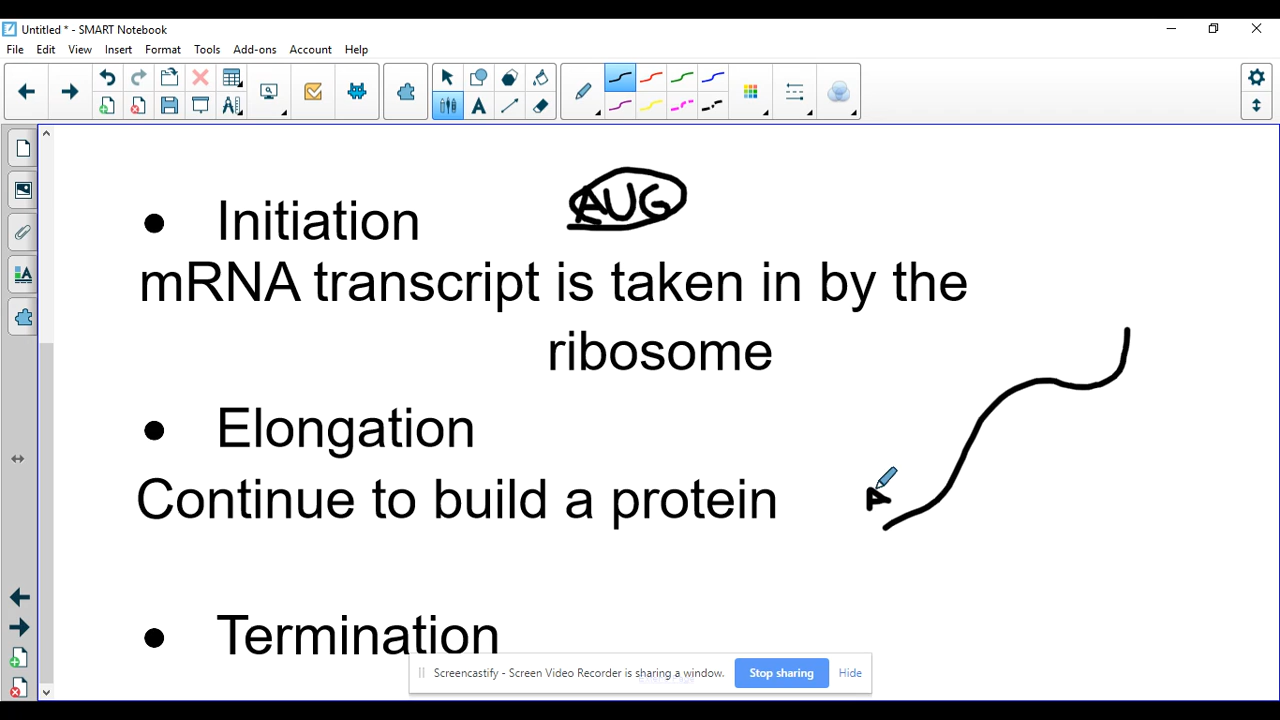 Untitled * - SMART Notebook
File Edit View Insert Format Tools Add-ons Account Help
AUG
• Initiation
mRNA transcript is taken in by the
ribosome
• Elongation
Continue to build a protein
A
• Termination
Screencastify - Screen Video Recorder is sharing a window. Stop sharing Hide